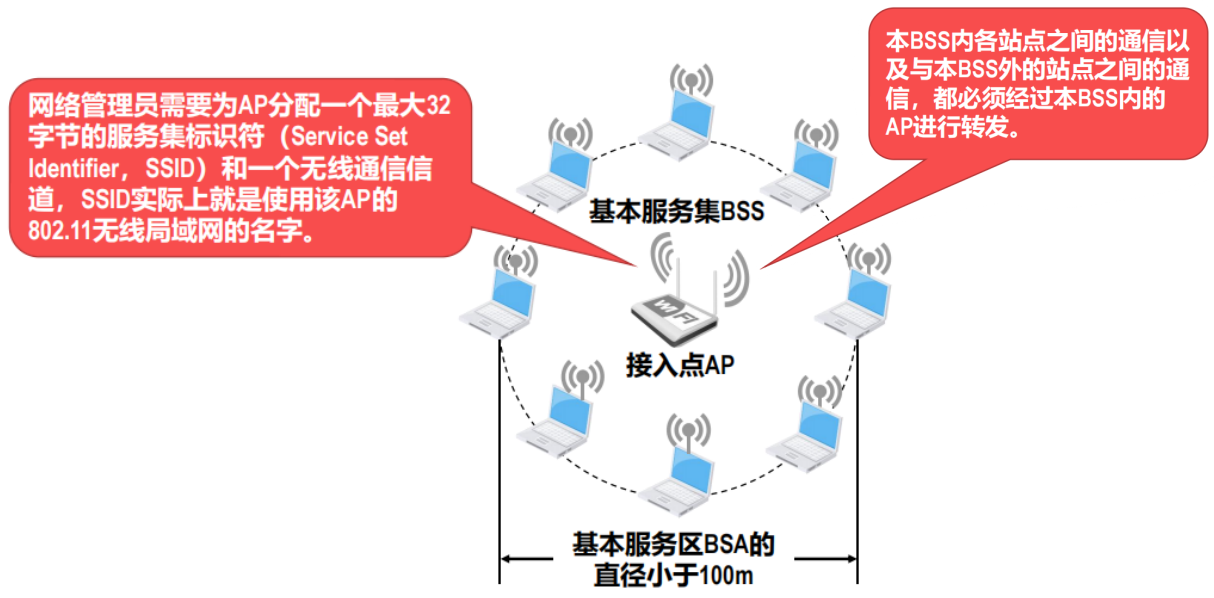 网络管理员需要为AP分配一个最大32
字节的服务集标识符（Service Set
Identifier，SSID）和一个无线通信信
道，SSID实际上就是使用该AP的
802.11无线局域网的名字。
本BSS内各站点之间的通信以
及与本BSS外的站点之间的通
信，都必须经过本BSS内的
AP进行转发。
基本服务集BSS
WiFi
接入点AP
基本服务区BSA的
直径小于100m